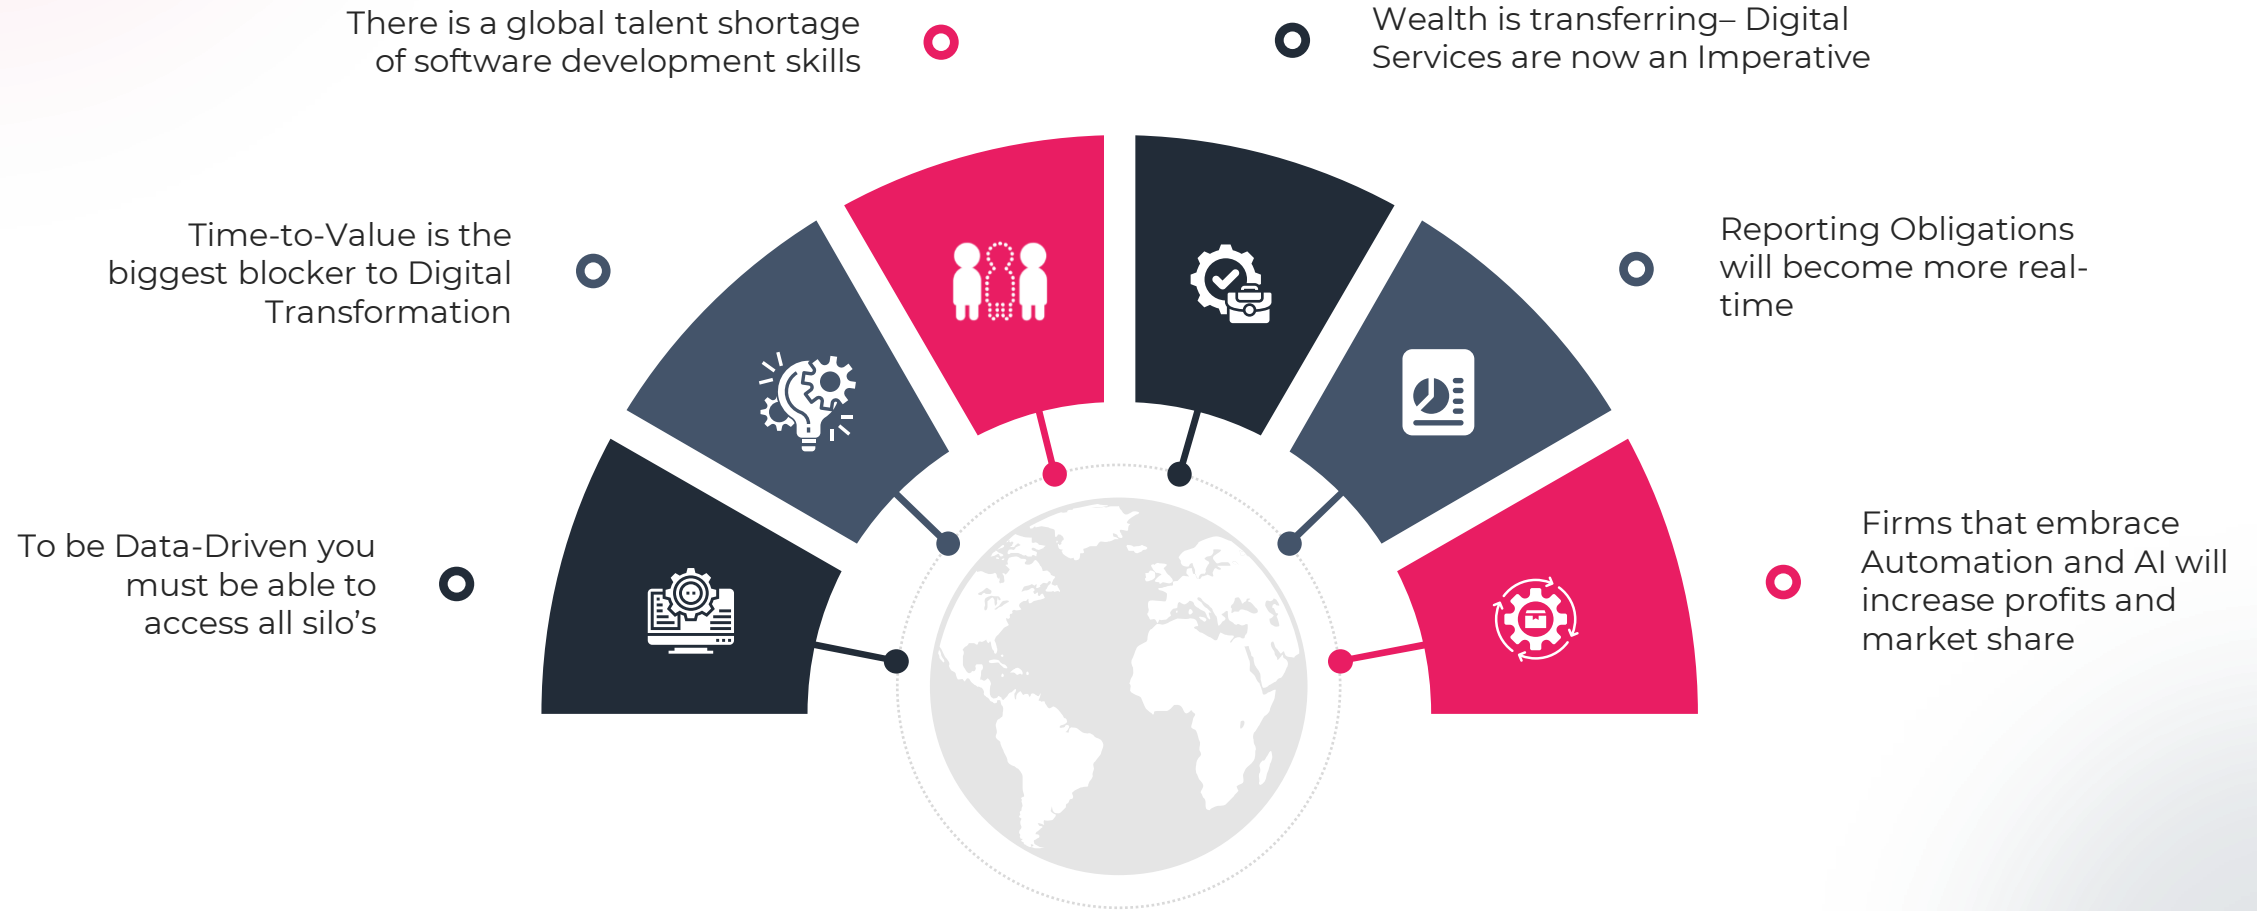 There is a global talent shortage
of software development skills
Wealth is transferring– Digital
Services are now an Imperative
Time-to-Value is the
biggest blocker to Digital
Transformation
Reporting Obligations
will become more real-
time
To be Data-Driven you
must be able to
access all silo’s
Firms that embrace
Automation and AI will
increase profits and
market share